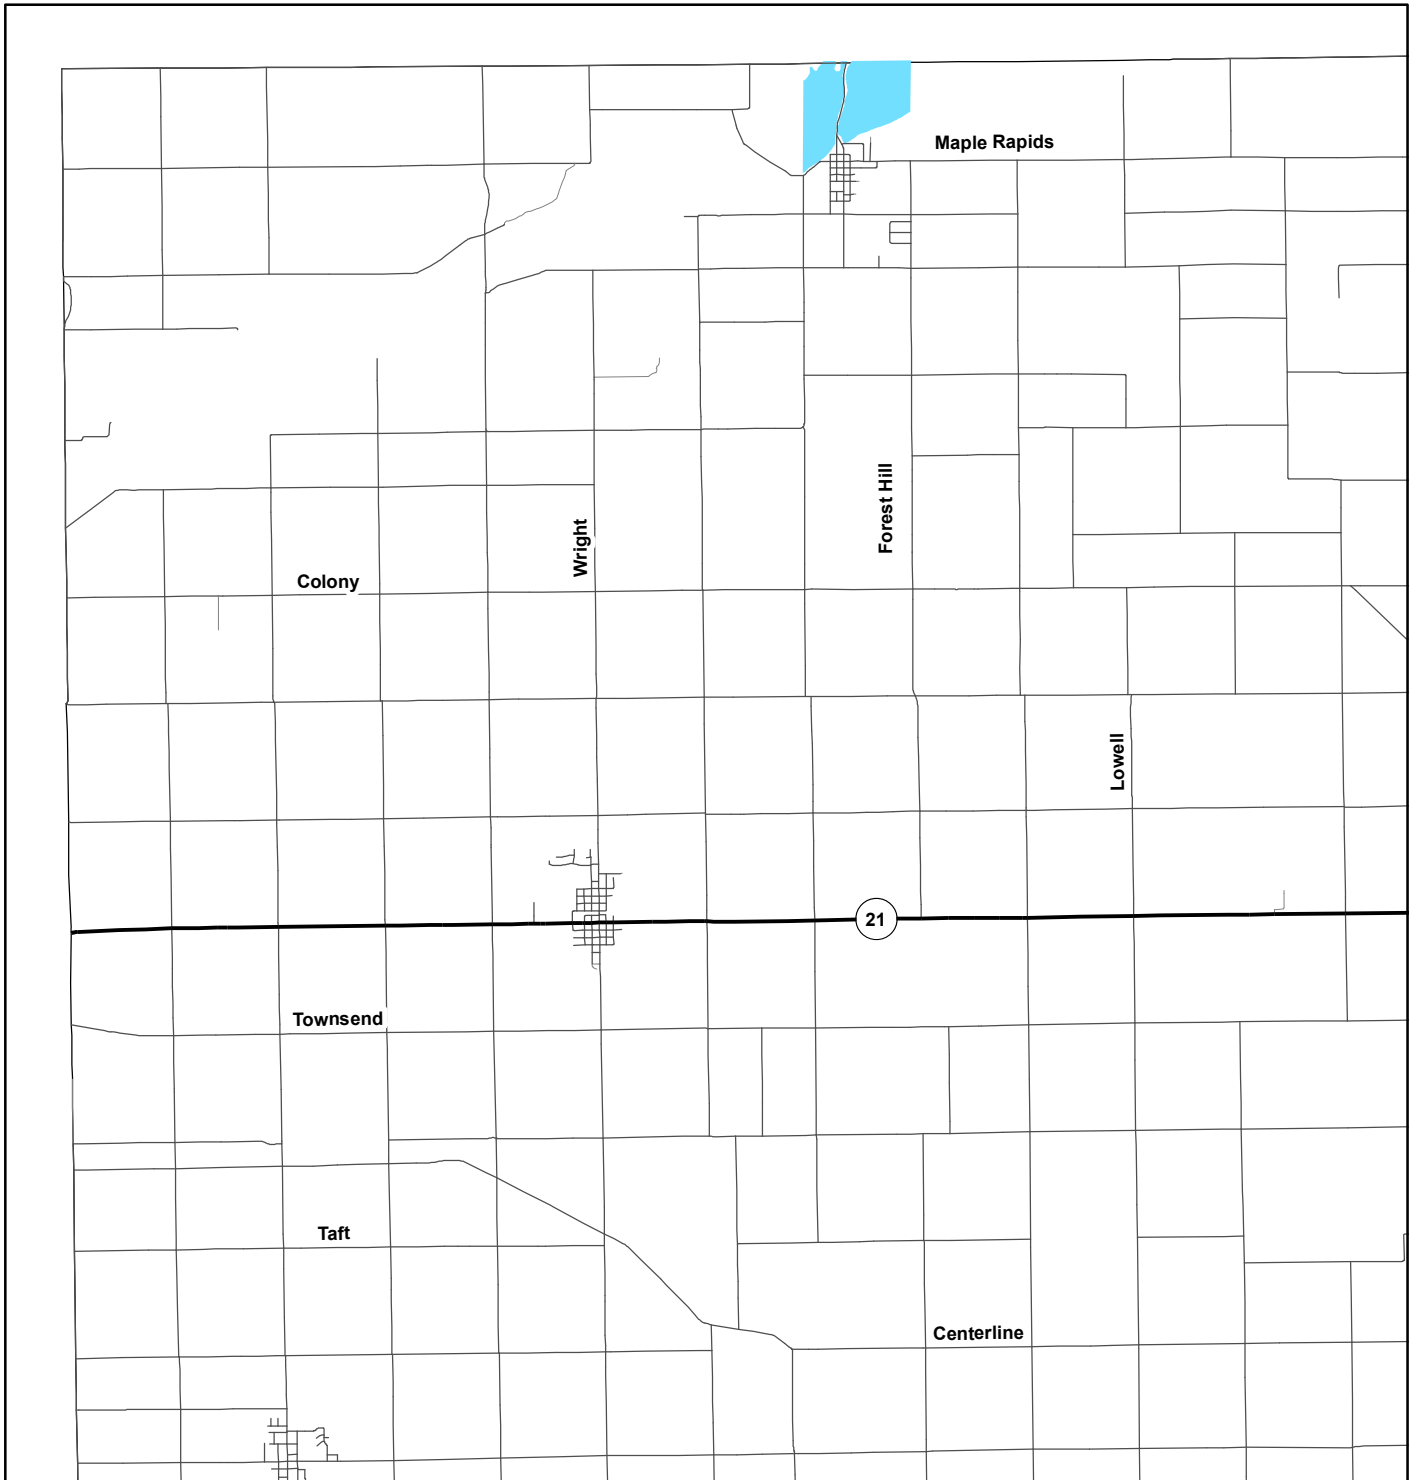 Maple Rapids
Forest Hill
Wright
Colony
Lowell
21
Townsend
Taft
Centerline